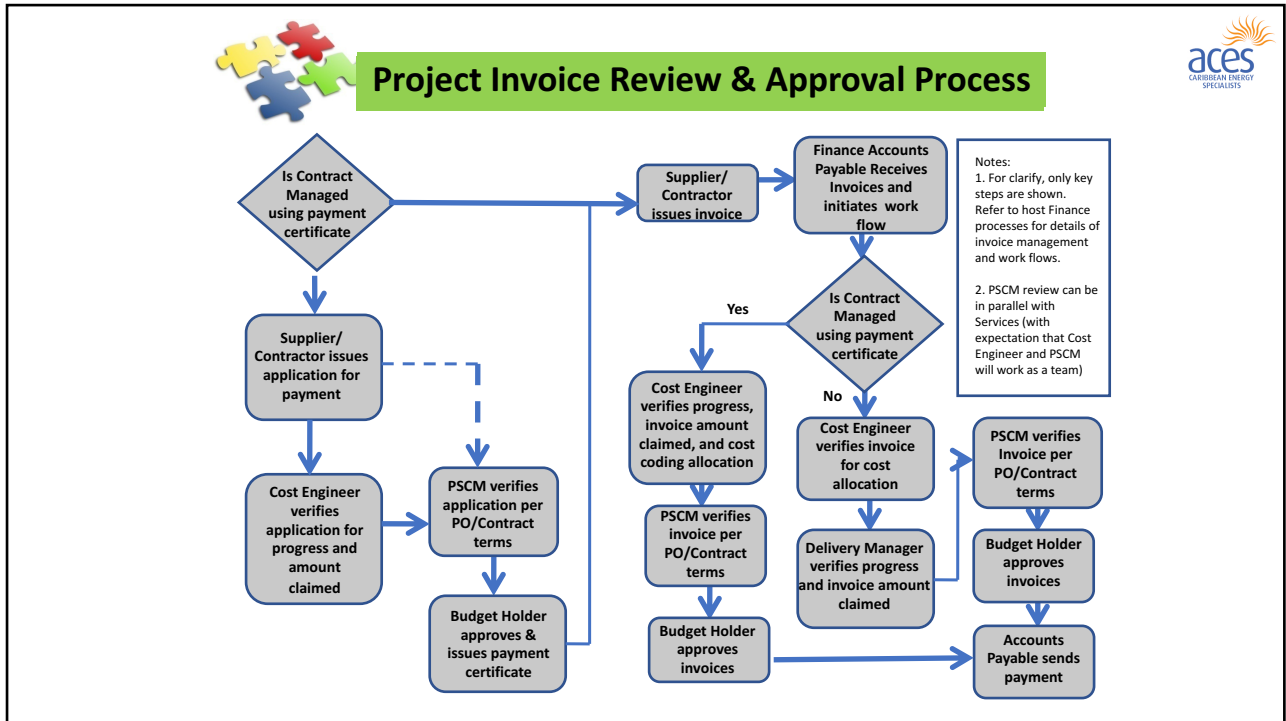 Project Invoice Review & Approval Process
aces
CARIBBEAN ENERGY
SPECIALISTS
Is Contract
Managed
using payment
certificate
Supplier/
Contractor issues
application for
payment
Cost Engineer
verifies
application for
progress and
amount
claimed
PSCM verifies
application per
PO/Contract
terms
Budget Holder
approves &
issues payment
certificate
Supplier/
Contractor
issues invoice
Finance Accounts
Payable Receives
Invoices and
initiates work
flow
Is Contract
Managed
using payment
certificate
Yes
No
Cost Engineer
verifies progress,
invoice amount
claimed, and cost
coding allocation
PSCM verifies
invoice per
PO/Contract
terms
Budget Holder
approves
invoices
Cost Engineer
verifies invoice
for cost
allocation
Delivery Manager
verifies progress
and invoice amount
claimed
PSCM verifies
Invoice per
PO/Contract
terms
Budget Holder
approves
invoices
Accounts
Payable sends
payment
Notes:
1. For clarify, only key
steps are shown.
Refer to host Finance
processes for details of
invoice management
and work flows.
2. PSCM review can be
in parallel with
Services (with
expectation that Cost
Engineer and PSCM
will work as a team)